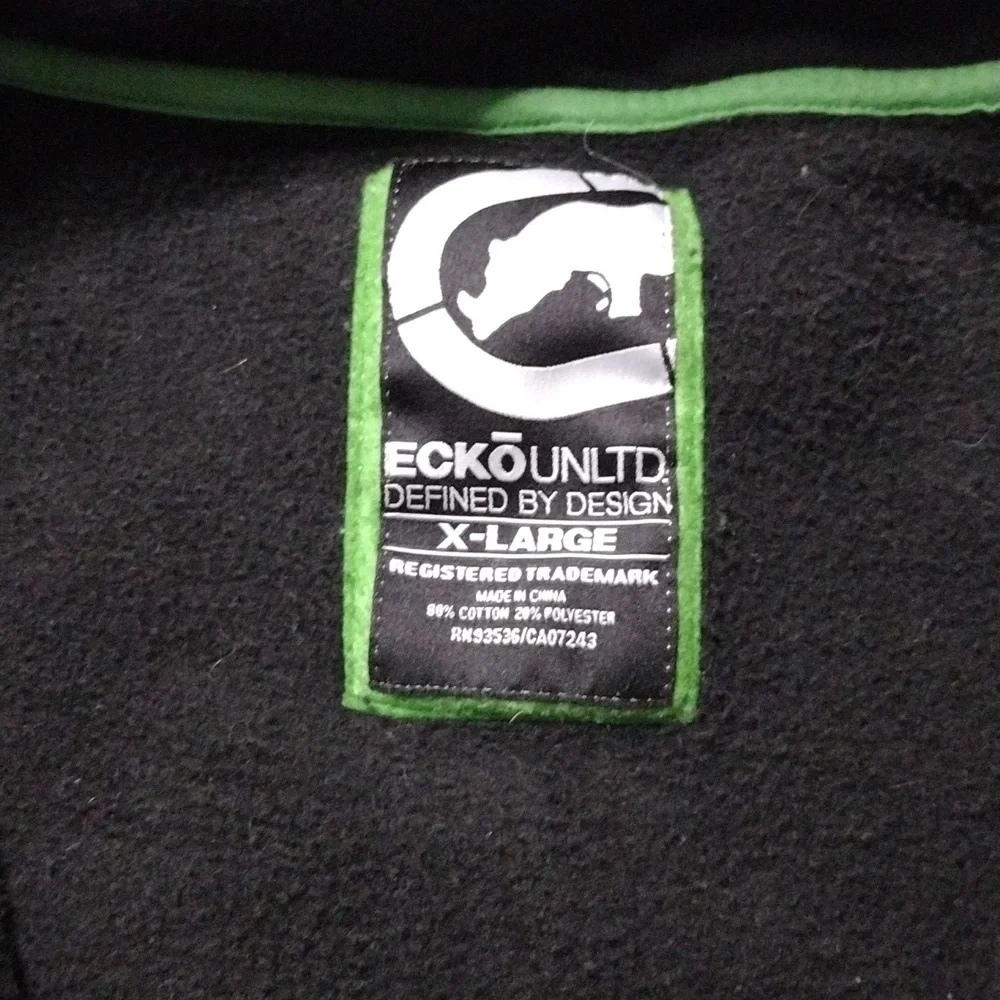 ECKŌUNLTD.
DEFINED BY DESIGN
X-LARGE
REGISTERED TRADEMARK
MADE IN CHINA
80% COTTON 20% POLYESTER
RN93536/CA07243